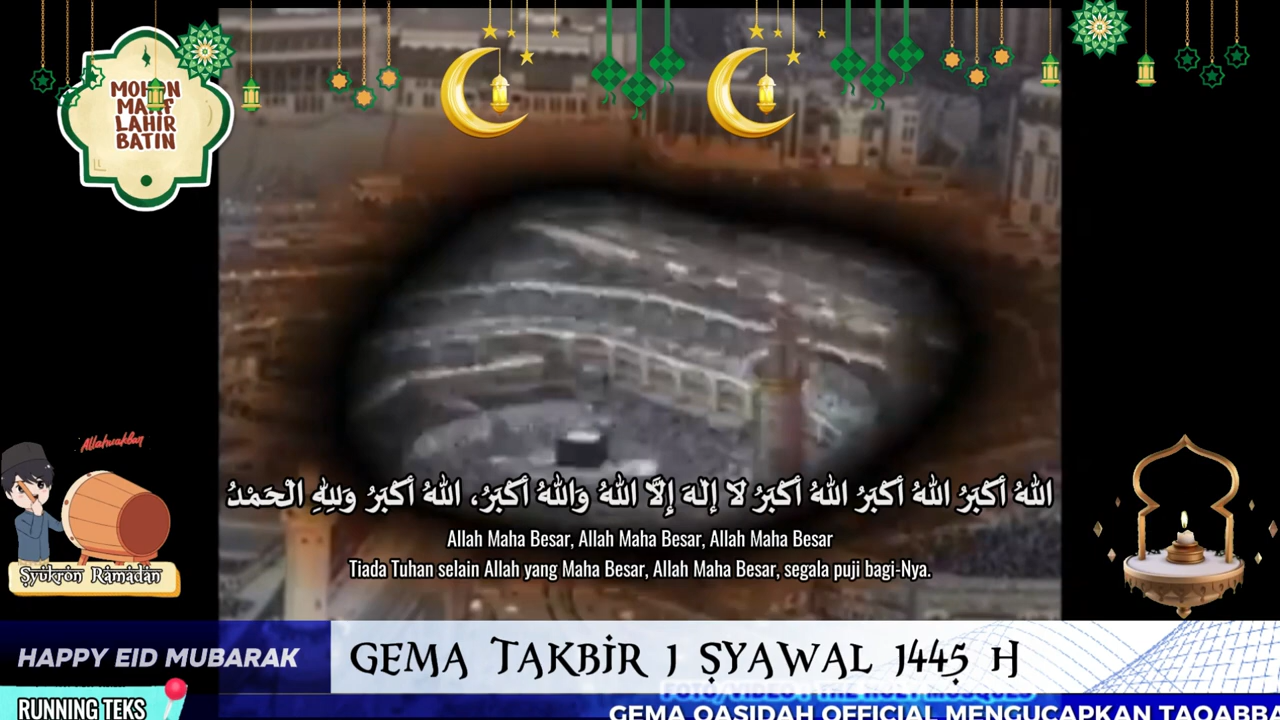 MOHON
MAAF
LAHIR
BATIN
Allahuakbar
اللهُ أَكْبَرُ اللهُ أَكْبَرُ اللهُ أَكْبَرُ لَا إِلٰهَ إِلَّا اللهُ وَاللهُ أَكْبَرُ، اللهُ أَكْبَرُ وَلِلّٰهِ الْحَمْدُ
Allah Maha Besar, Allah Maha Besar, Allah Maha Besar
Tiada Tuhan selain Allah yang Maha Besar, Allah Maha Besar, segala puji bagi-Nya.
Syukron Ramadan
HAPPY EID MUBARAK
GEMA TAKBIR 1 SYAWAL 1445 H
RUNNING TEKS
GEMA QASIDAH OFFICIAL MENGUCAPKAN TAQABBA